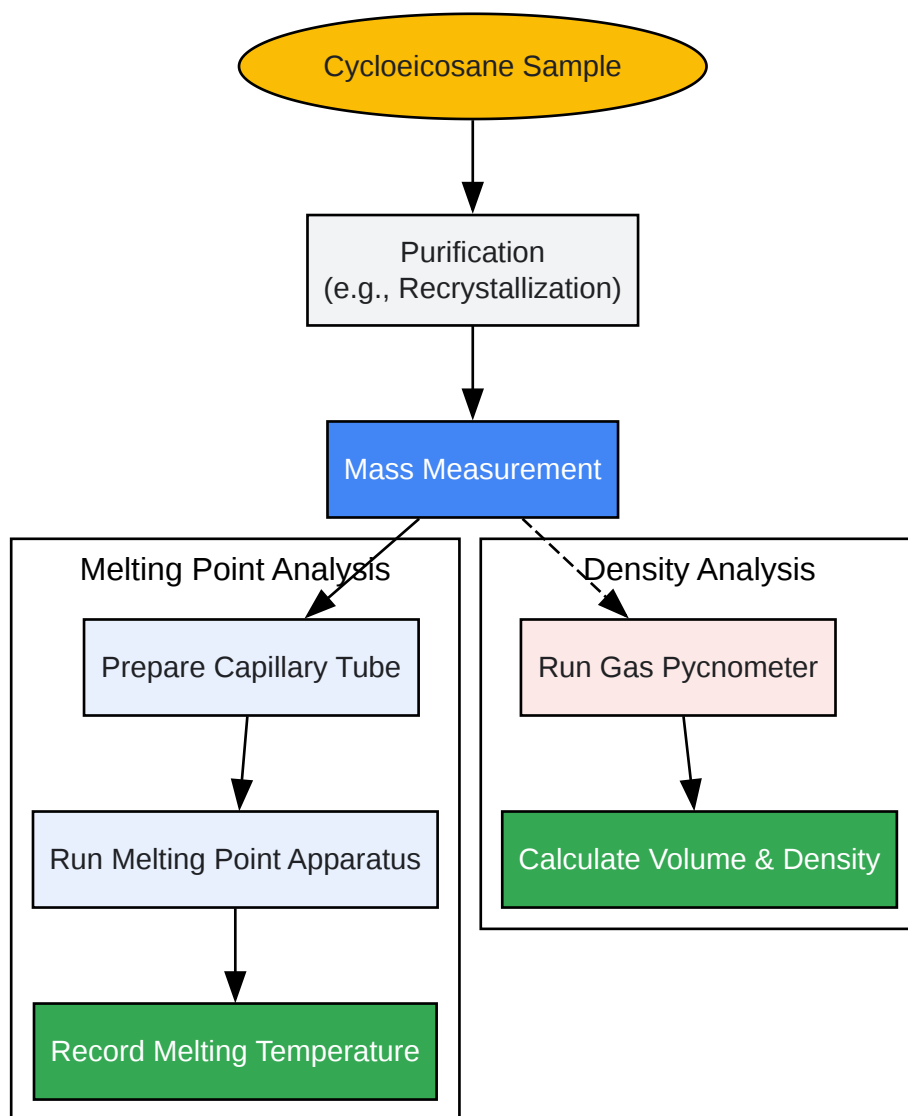 Cycloeicosane Sample
Purification
(e.g., Recrystallization)
Mass Measurement
Melting Point Analysis
Prepare Capillary Tube
Run Melting Point Apparatus
Record Melting Temperature
Density Analysis
Run Gas Pycnometer
Calculate Volume & Density